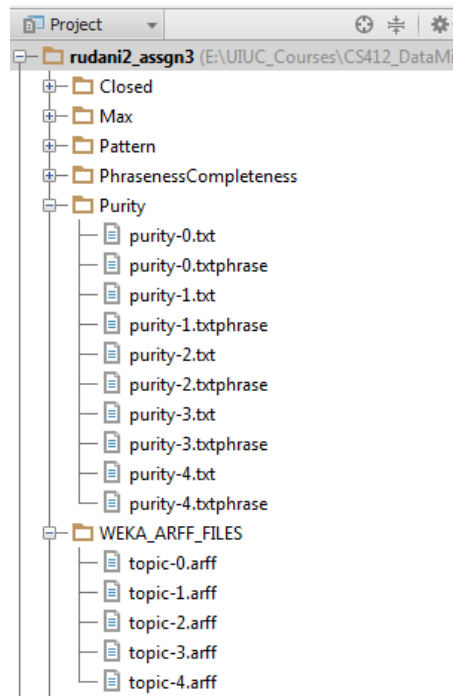 Project
rudani2_assgn3 (E:\UIUC_Courses\CS412_DataMi
Closed
Max
Pattern
PhrasenessCompleteness
Purity
purity-0.txt
purity-0.txtphrase
purity-1.txt
purity-1.txtphrase
purity-2.txt
purity-2.txtphrase
purity-3.txt
purity-3.txtphrase
purity-4.txt
purity-4.txtphrase
WEKA_ARFF_FILES
topic-0.arff
topic-1.arff
topic-2.arff
topic-3.arff
topic-4.arff